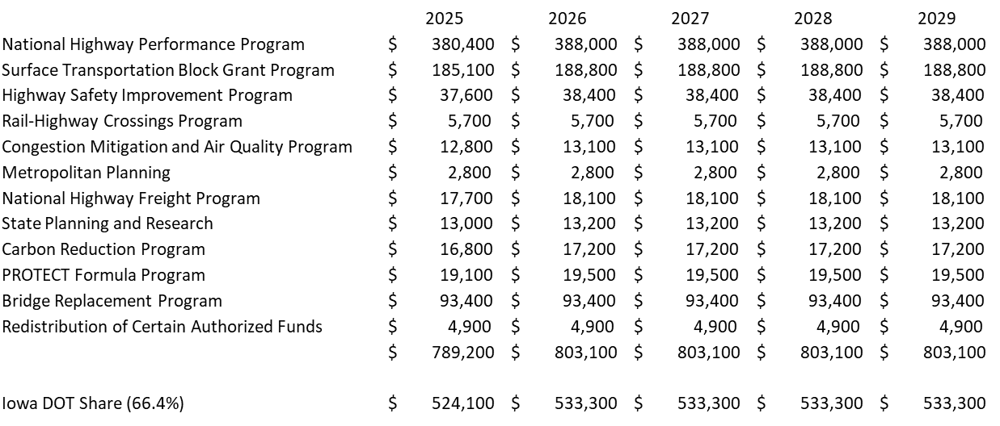 2025 2026 2027 2028 2029
National Highway Performance Program $ 380,400 $ 388,000 $ 388,000 $ 388,000 $ 388,000
Surface Transportation Block Grant Program $ 185,100 $ 188,800 $ 188,800 $ 188,800 $ 188,800
Highway Safety Improvement Program $ 37,600 $ 38,400 $ 38,400 $ 38,400 $ 38,400
Rail-Highway Crossings Program $ 5,700 $ 5,700 $ 5,700 $ 5,700 $ 5,700
Congestion Mitigation and Air Quality Program $ 12,800 $ 13,100 $ 13,100 $ 13,100 $ 13,100
Metropolitan Planning $ 2,800 $ 2,800 $ 2,800 $ 2,800 $ 2,800
National Highway Freight Program $ 17,700 $ 18,100 $ 18,100 $ 18,100 $ 18,100
State Planning and Research $ 13,000 $ 13,200 $ 13,200 $ 13,200 $ 13,200
Carbon Reduction Program $ 16,800 $ 17,200 $ 17,200 $ 17,200 $ 17,200
PROTECT Formula Program $ 19,100 $ 19,500 $ 19,500 $ 19,500 $ 19,500
Bridge Replacement Program $ 93,400 $ 93,400 $ 93,400 $ 93,400 $ 93,400
Redistribution of Certain Authorized Funds $ 4,900 $ 4,900 $ 4,900 $ 4,900 $ 4,900
$ 789,200 $ 803,100 $ 803,100 $ 803,100 $ 803,100
Iowa DOT Share (66.4%) $ 524,100 $ 533,300 $ 533,300 $ 533,300 $ 533,300